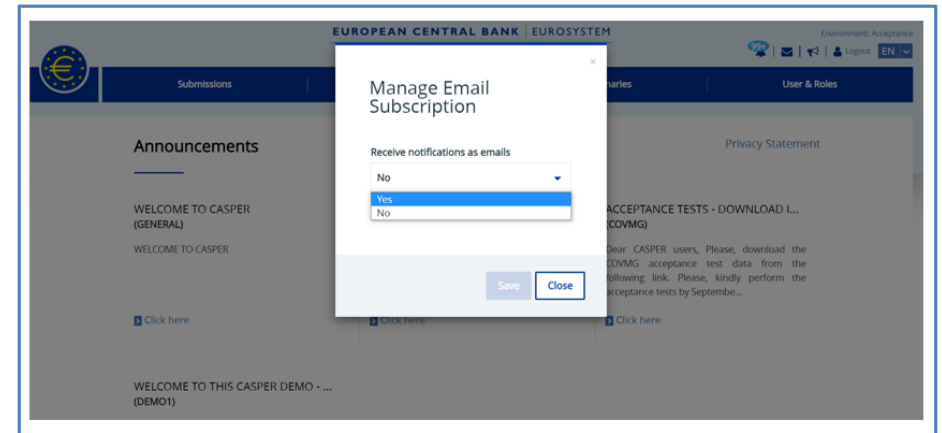 EUROPEAN CENTRAL BANK | EUROSYSTEM
Environment: Acceptance
99+
Logout
EN
Submissions
naries
User & Roles
Announcements
Privacy Statement
×
Manage Email
Subscription
Receive notifications as emails
No
Yes
No
Save
Close
WELCOME TO CASPER
(GENERAL)
WELCOME TO CASPER
Click here
Click here
ACCEPTANCE TESTS - DOWNLOAD I...
(COVMG)
Dear CASPER users, Please, download the
COVMG acceptance test data from the
following link. Please, kindly perform the
acceptance tests by Septembe...
Click here
WELCOME TO THIS CASPER DEMO - ...
(DEMO1)